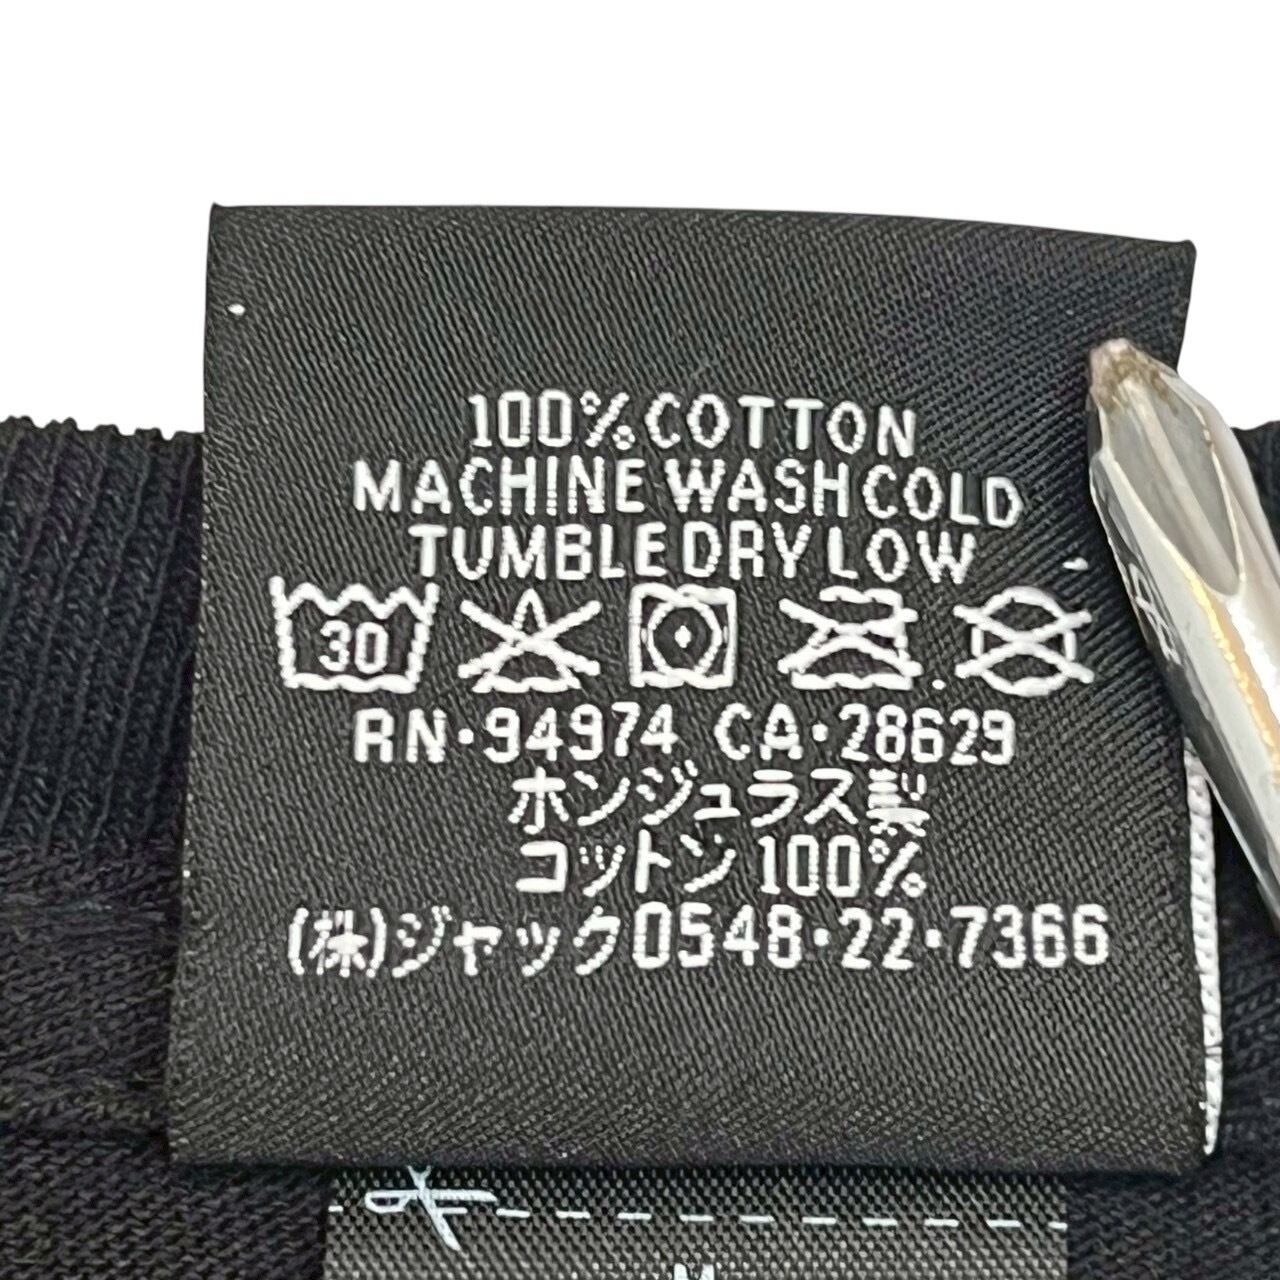 100% COTTON
MACHINE WASH COLD
TUMBLE DRY LOW
30
RN·94974 CA·28629
ホンジュラス製
コットン100%
(株)ジャック0548·22·7366